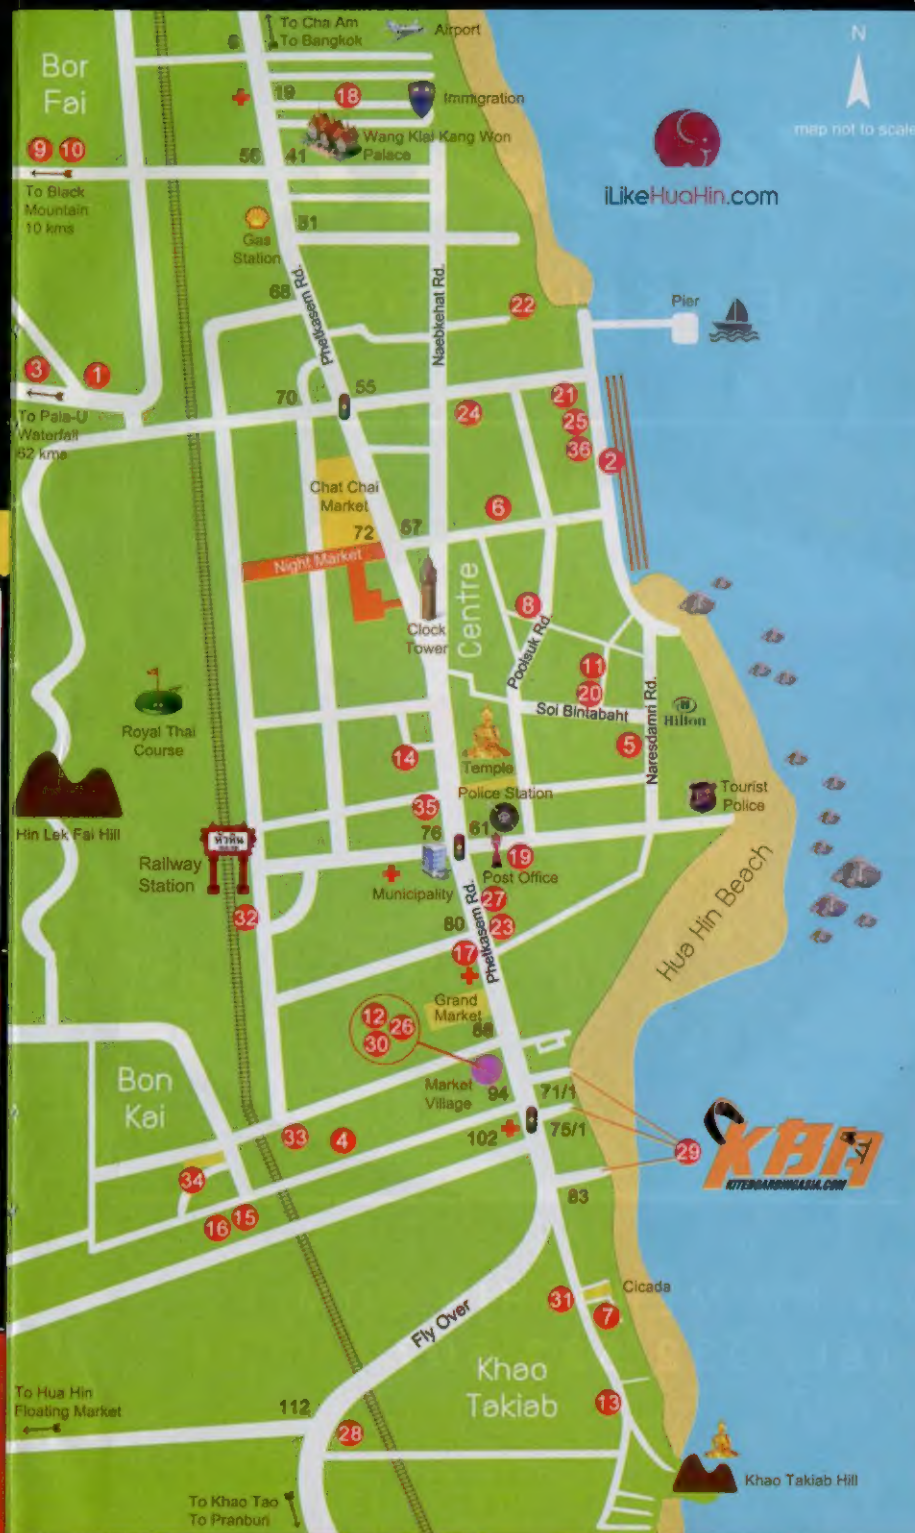 To Cha Am
To Bangkok
Airport
N
6
Bor
Fai
19
18
Immigration
map not to scale
Wang Klai Kang Won
Palace
9 10
56
41
To Black
Mountain
10 kms
iLikeHuaHin.com
51
Gas
Station
Phetkasem Rd.
Naebkehat Rd.
68
22
Pier
3
1
55
70
24
21
25
36
2
To Pala-U
Waterfall
62 kms
Chat Chai
Market
6
72
57
Night Market
Centre
8
Clock
Tower
Poolsuk Rd.
11
20
Soi Bintabaht
Naresdamri Rd.
Hilton
5
Royal Thai
Course
14
Temple
Police Station
Tourist
Police
Hin Lek Fai Hill
35
หัวหิน
76
61
19
Railway
Station
Municipality
Post Office
Hua Hin Beach
32
27
80
23
Phetkasem Rd.
17
Grand
Market
12
26
30
88
Bon
Kai
Market
Village
94
71/1
102
75/1
33
4
29
KBA
KITEBOARDINGASIA.COM
34
83
16
15
Cicada
31
7
Fly Over
Khao
Takiab
To Hua Hin
Floating Market
112
13
28
Khao Takiab Hill
To Khao Tao
To Pranburi